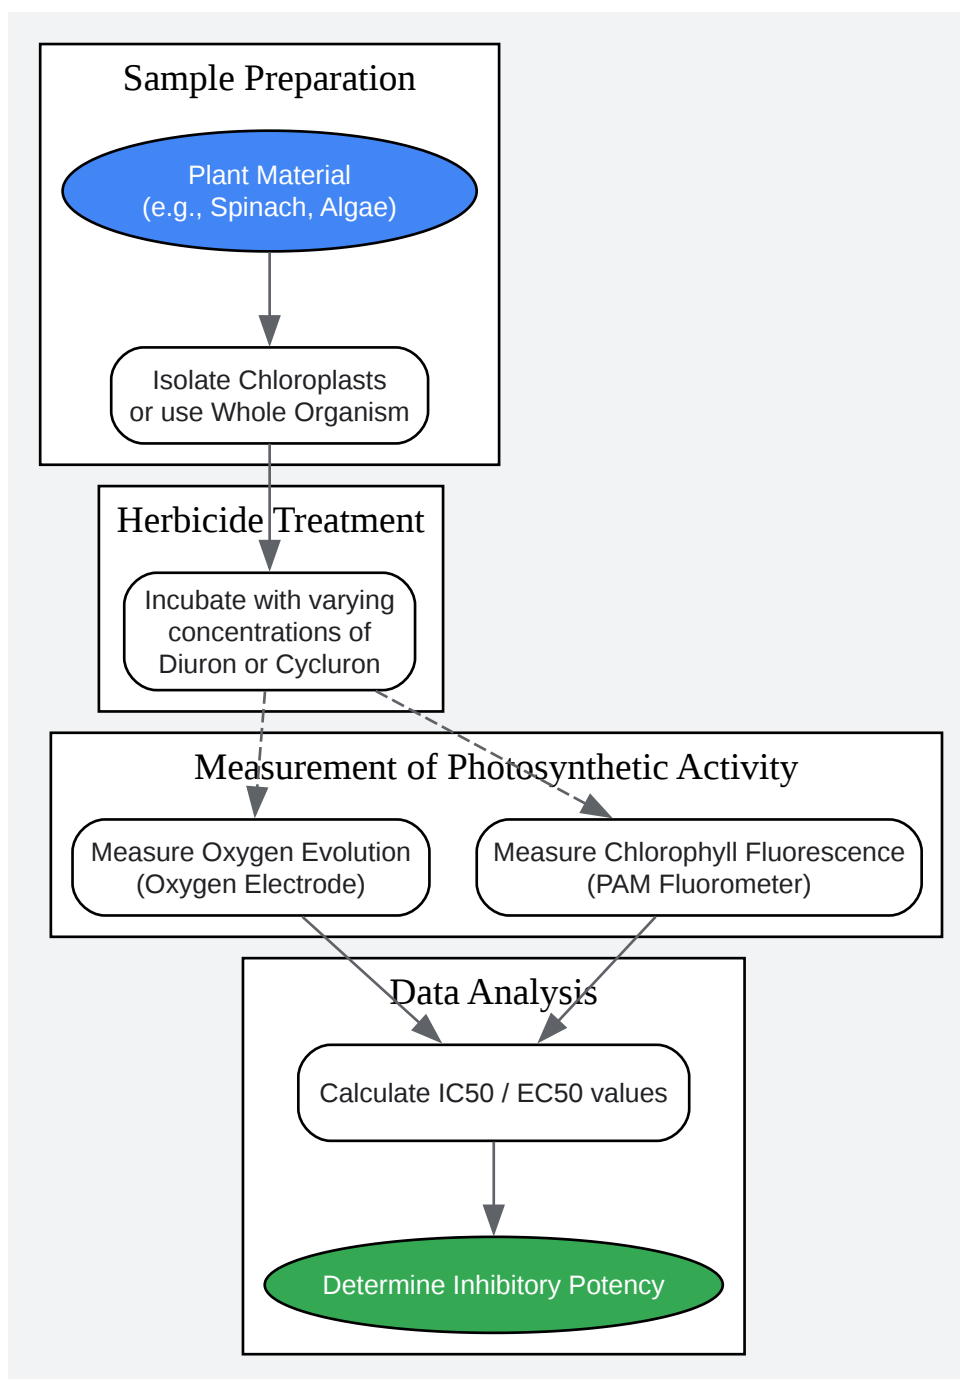 Sample Preparation
Plant Material
(e.g., Spinach, Algae)
Isolate Chloroplasts
or use Whole Organism
Herbicide Treatment
Incubate with varying
concentrations of
Diuron or Cycluron
Measurement of Photosynthetic Activity
Measure Oxygen Evolution
(Oxygen Electrode)
Measure Chlorophyll Fluorescence
(PAM Fluorometer)
Data Analysis
Calculate IC50 / EC50 values
Determine Inhibitory Potency